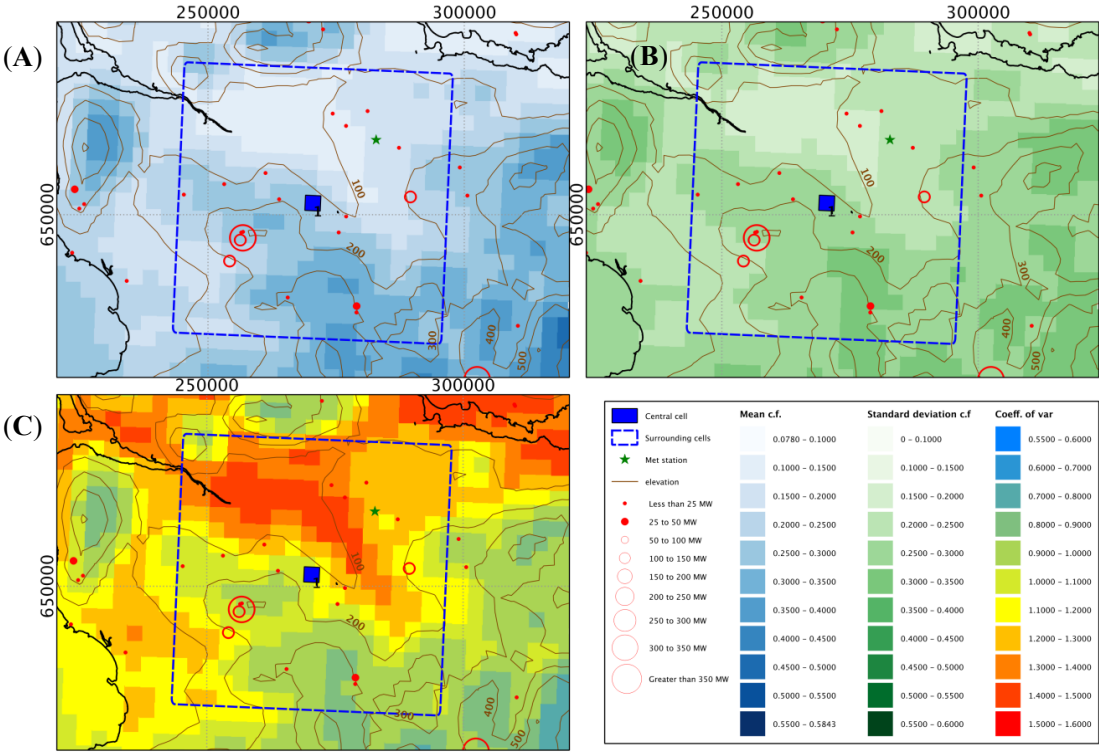 250000 300000 250000 300000
(A) (B)
650000 650000
100 100
200 200
300 300
400 400
500 500
1 1
250000 300000
(C)
650000
100
200
200
400
500
1
Central cell
Surrounding cells
Met station
elevation
Less than 25 MW
25 to 50 MW
50 to 100 MW
100 to 150 MW
150 to 200 MW
200 to 250 MW
250 to 300 MW
300 to 350 MW
Greater than 350 MW
Mean c.f.
0.0780 – 0.1000
0.1000 – 0.1500
0.1500 – 0.2000
0.2000 – 0.2500
0.2500 – 0.3000
0.3000 – 0.3500
0.3500 – 0.4000
0.4000 – 0.4500
0.4500 – 0.5000
0.5000 – 0.5500
0.5500 – 0.5843
Standard deviation c.f
0 – 0.1000
0.1000 – 0.1500
0.1500 – 0.2000
0.2000 – 0.2500
0.2500 – 0.3000
0.3000 – 0.3500
0.3500 – 0.4000
0.4000 – 0.4500
0.4500 – 0.5000
0.5000 – 0.5500
0.5500 – 0.6000
Coeff. of var
0.5500 – 0.6000
0.6000 – 0.7000
0.7000 – 0.8000
0.8000 – 0.9000
0.9000 – 1.0000
1.0000 – 1.1000
1.1000 – 1.2000
1.2000 – 1.3000
1.3000 – 1.4000
1.4000 – 1.5000
1.5000 – 1.6000